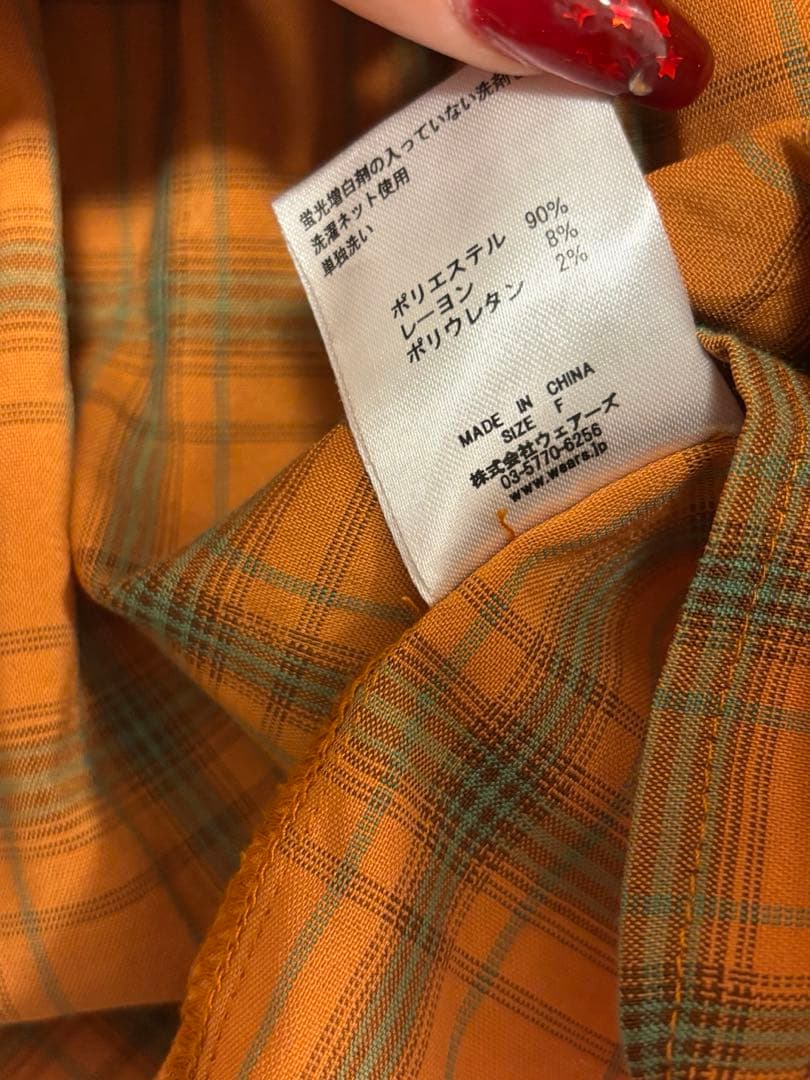 蛍光増白剤の入っていない洗剤
洗濯ネット使用
単独洗い
ポリエステル 90%
レーヨン 8%
ポリウレタン 2%
MADE IN CHINA
SIZE F
株式会社ウェアーズ
03-5770-6256
www.wears.jp